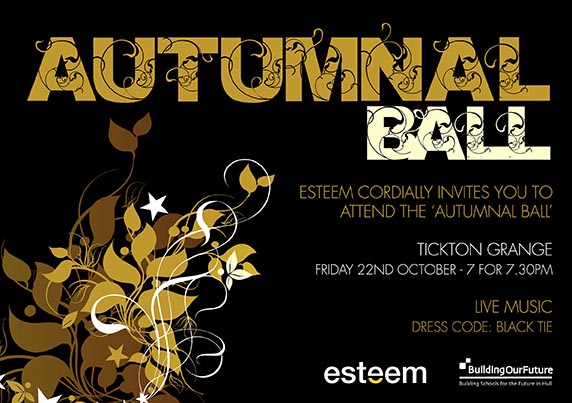 AUTUMNAL
BALL
ESTEEM CORDIALLY INVITES YOU TO
ATTEND THE 'AUTUMNAL BALL'
TICKTON GRANGE
FRIDAY 22ND OCTOBER - 7 FOR 7.30PM
LIVE MUSIC
DRESS CODE: BLACK TIE
esteem
BuildingOurFuture
Building Schools for the Future in Hull